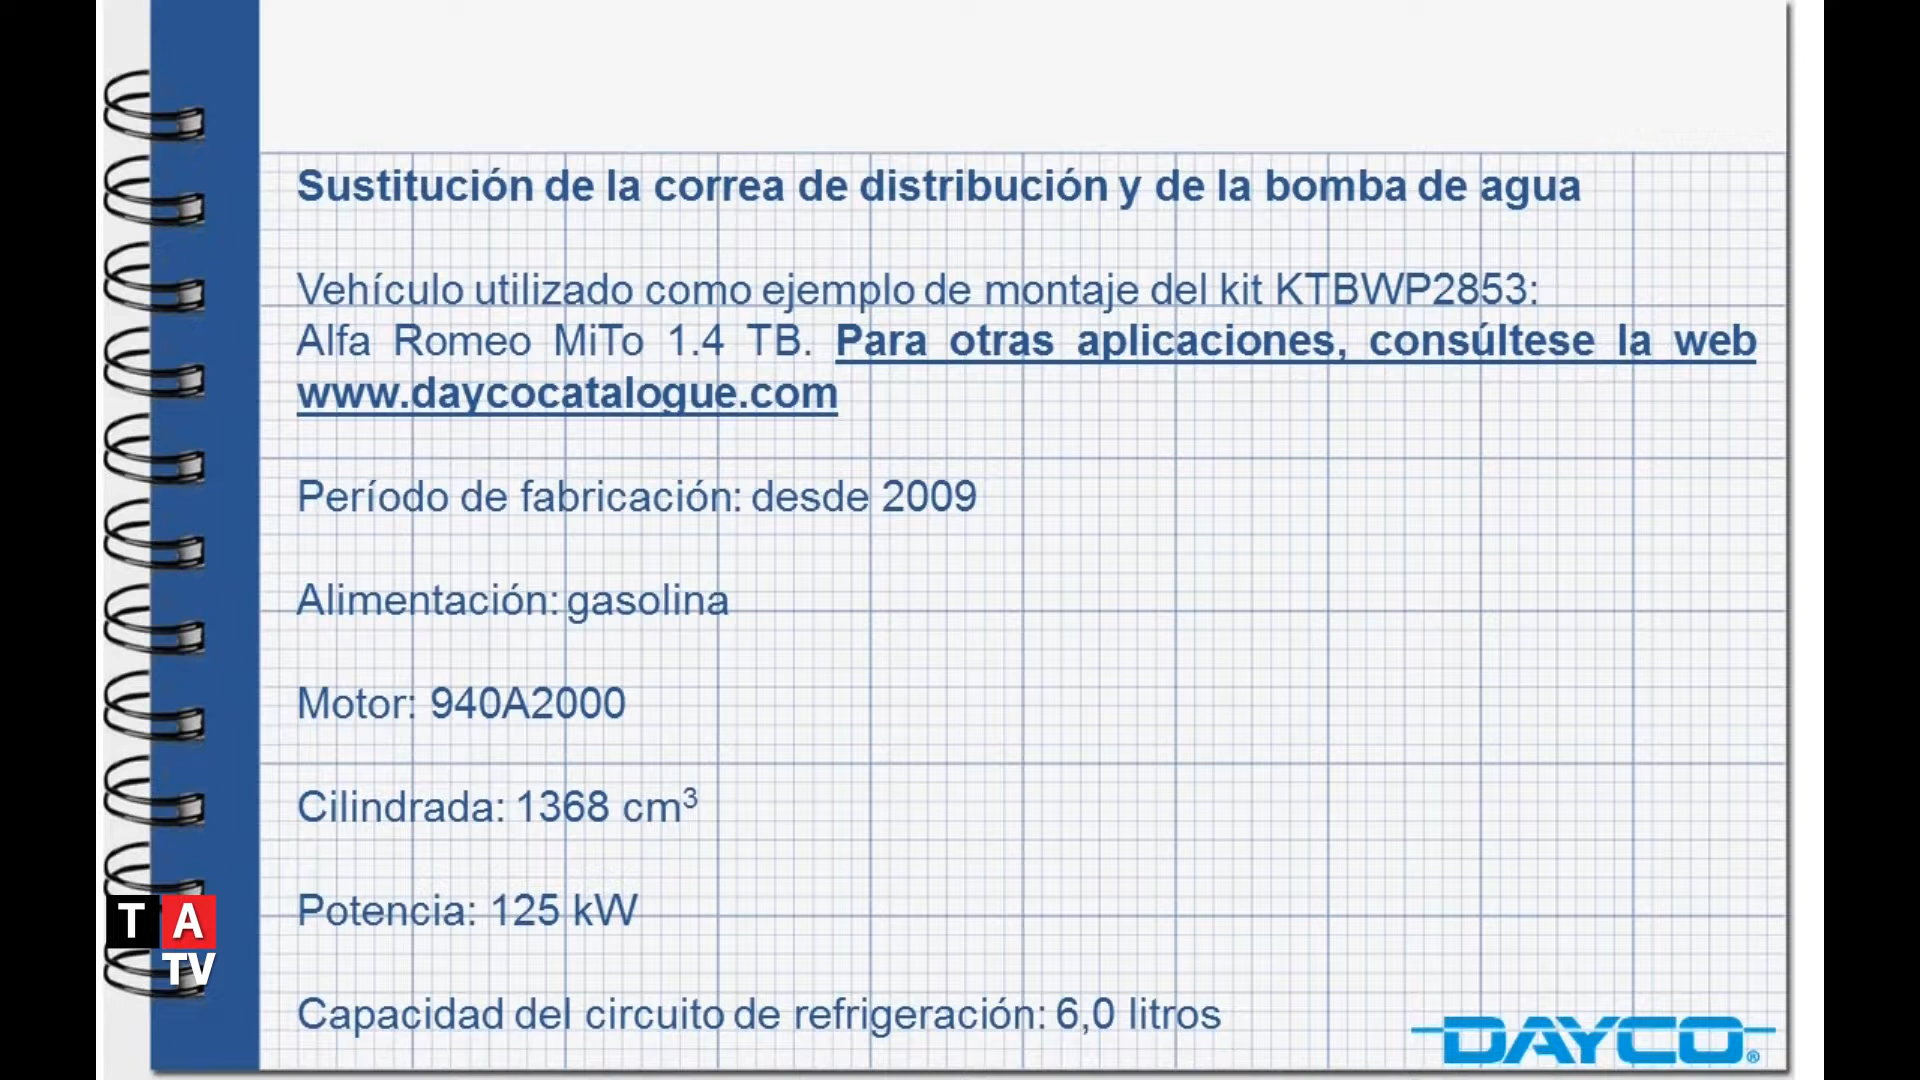 Sustitución de la correa de distribución y de la bomba de agua
Vehículo utilizado como ejemplo de montaje del kit KTBWP2853:
Alfa Romeo MiTo 1.4 TB. Para otras aplicaciones, consúltese la web
www.daycocatalogue.com
Período de fabricación: desde 2009
Alimentación: gasolina
Motor: 940A2000
Cilindrada: 1368 cm³
Potencia: 125 kW
Capacidad del circuito de refrigeración: 6,0 litros
TA
TV
DAYCO®